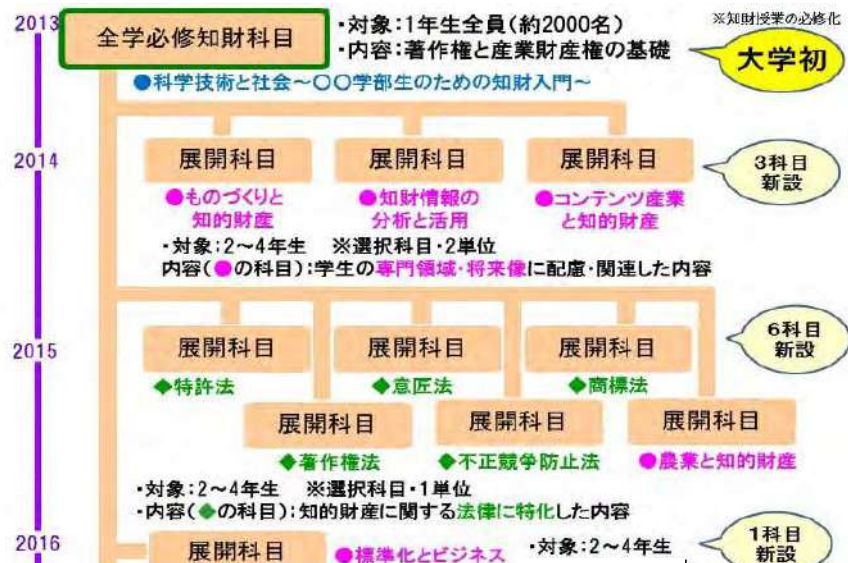 2013
全学必修知財科目
・対象：1年生全員（約2000名）
・内容：著作権と産業財産権の基礎
※知財授業の必修化
大学初
●科学技術と社会～〇〇学部生のための知財入門～
2014
展開科目
展開科目
展開科目
3科目
新設
●ものづくりと
知的財産
●知財情報の
分析と活用
●コンテンツ産業
と知的財産
・対象：2～4年生　※選択科目・2単位
内容（●の科目）：学生の専門領域・将来像に配慮・関連した内容
2015
展開科目
展開科目
展開科目
6科目
新設
◆特許法
◆意匠法
◆商標法
展開科目
展開科目
展開科目
◆著作権法
◆不正競争防止法
●農業と知的財産
・対象：2～4年生　※選択科目・1単位
・内容（◆の科目）：知的財産に関する法律に特化した内容
2016
展開科目
●標準化とビジネス
・対象：2～4年生
1科目
新設